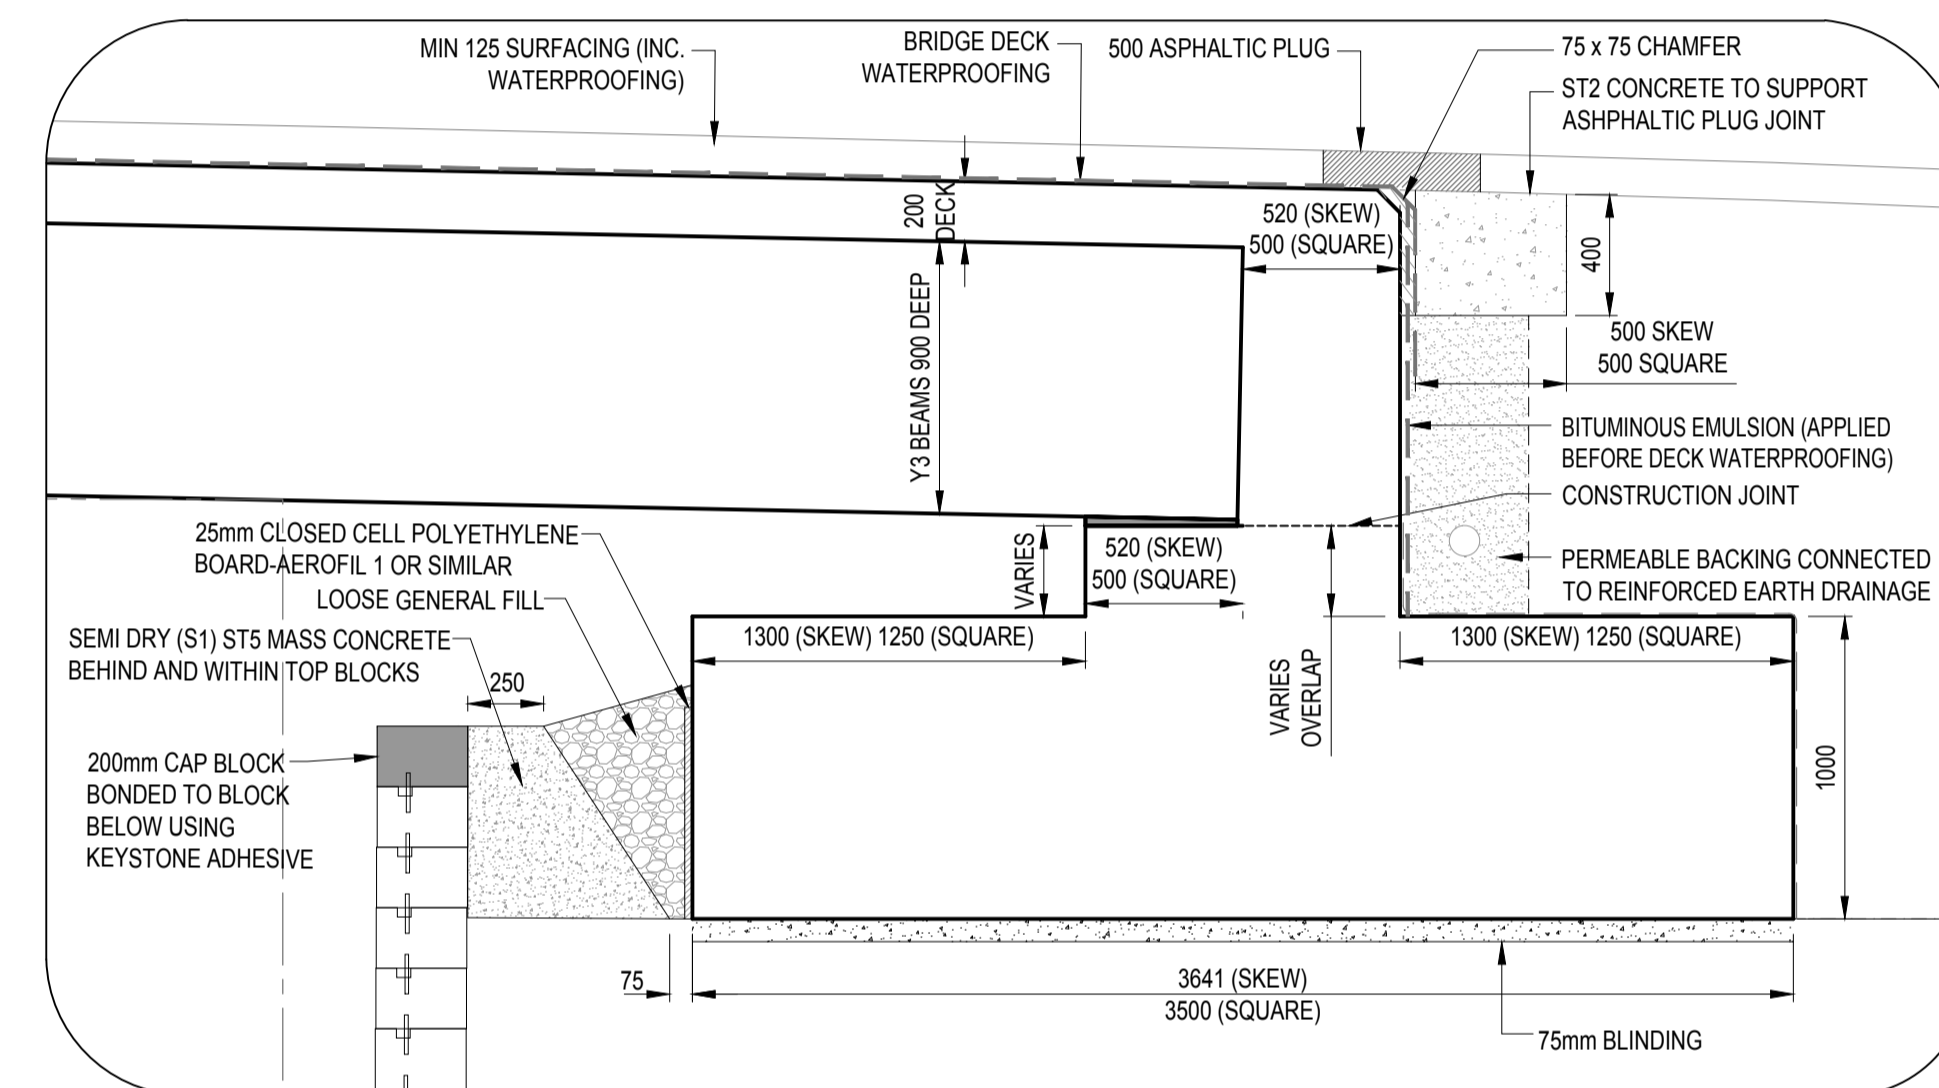 MIN 125 SURFACING (INC.
WATERPROOFING)
BRIDGE DECK
WATERPROOFING
500 ASPHALTIC PLUG
75 x 75 CHAMFER
ST2 CONCRETE TO SUPPORT
ASHPHALTIC PLUG JOINT
200
DECK
520 (SKEW)
500 (SQUARE)
400
500 SKEW
500 SQUARE
Y3 BEAMS 900 DEEP
BITUMINOUS EMULSION (APPLIED
BEFORE DECK WATERPROOFING)
CONSTRUCTION JOINT
25mm CLOSED CELL POLYETHYLENE
BOARD-AEROFIL 1 OR SIMILAR
VARIES
520 (SKEW)
500 (SQUARE)
PERMEABLE BACKING CONNECTED
TO REINFORCED EARTH DRAINAGE
LOOSE GENERAL FILL
SEMI DRY (S1) ST5 MASS CONCRETE
BEHIND AND WITHIN TOP BLOCKS
1300 (SKEW) 1250 (SQUARE)
1300 (SKEW) 1250 (SQUARE)
VARIES
OVERLAP
250
200mm CAP BLOCK
BONDED TO BLOCK
BELOW USING
KEYSTONE ADHESIVE
1000
75
3641 (SKEW)
3500 (SQUARE)
75mm BLINDING